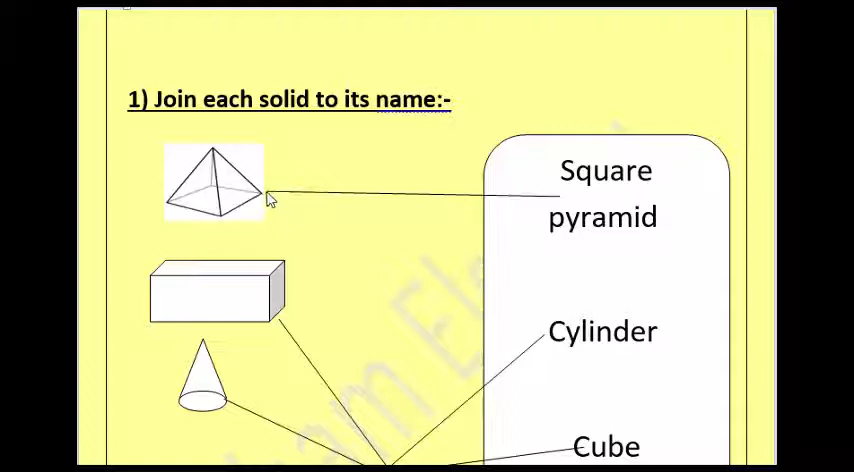 1) Join each solid to its name:-
Square
pyramid
Cylinder
Cube